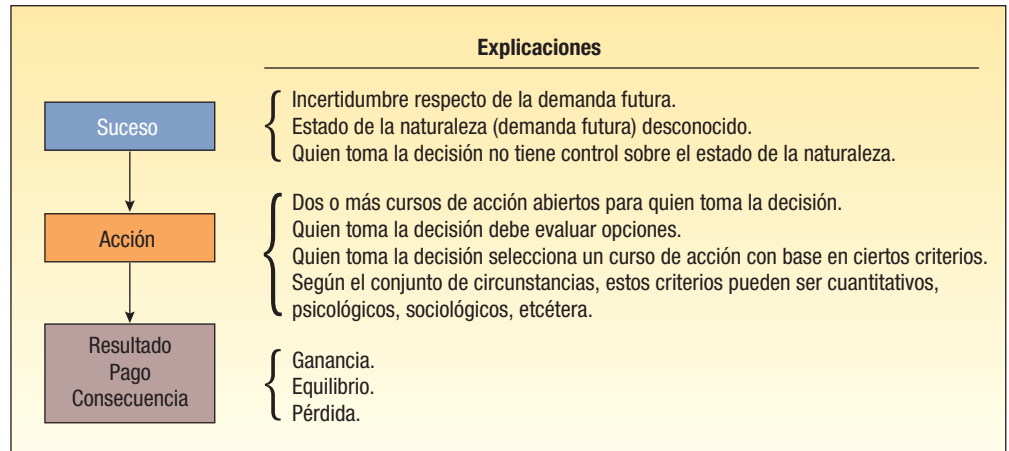 Explicaciones
Suceso
Incertidumbre respecto de la demanda futura.
Estado de la naturaleza (demanda futura) desconocido.
Quien toma la decisión no tiene control sobre el estado de la naturaleza.
Acción
Dos o más cursos de acción abiertos para quien toma la decisión.
Quien toma la decisión debe evaluar opciones.
Quien toma la decisión selecciona un curso de acción con base en ciertos criterios.
Según el conjunto de circunstancias, estos criterios pueden ser cuantitativos,
psicológicos, sociológicos, etcétera.
Resultado
Pago
Consecuencia
Ganancia.
Equilibrio.
Pérdida.